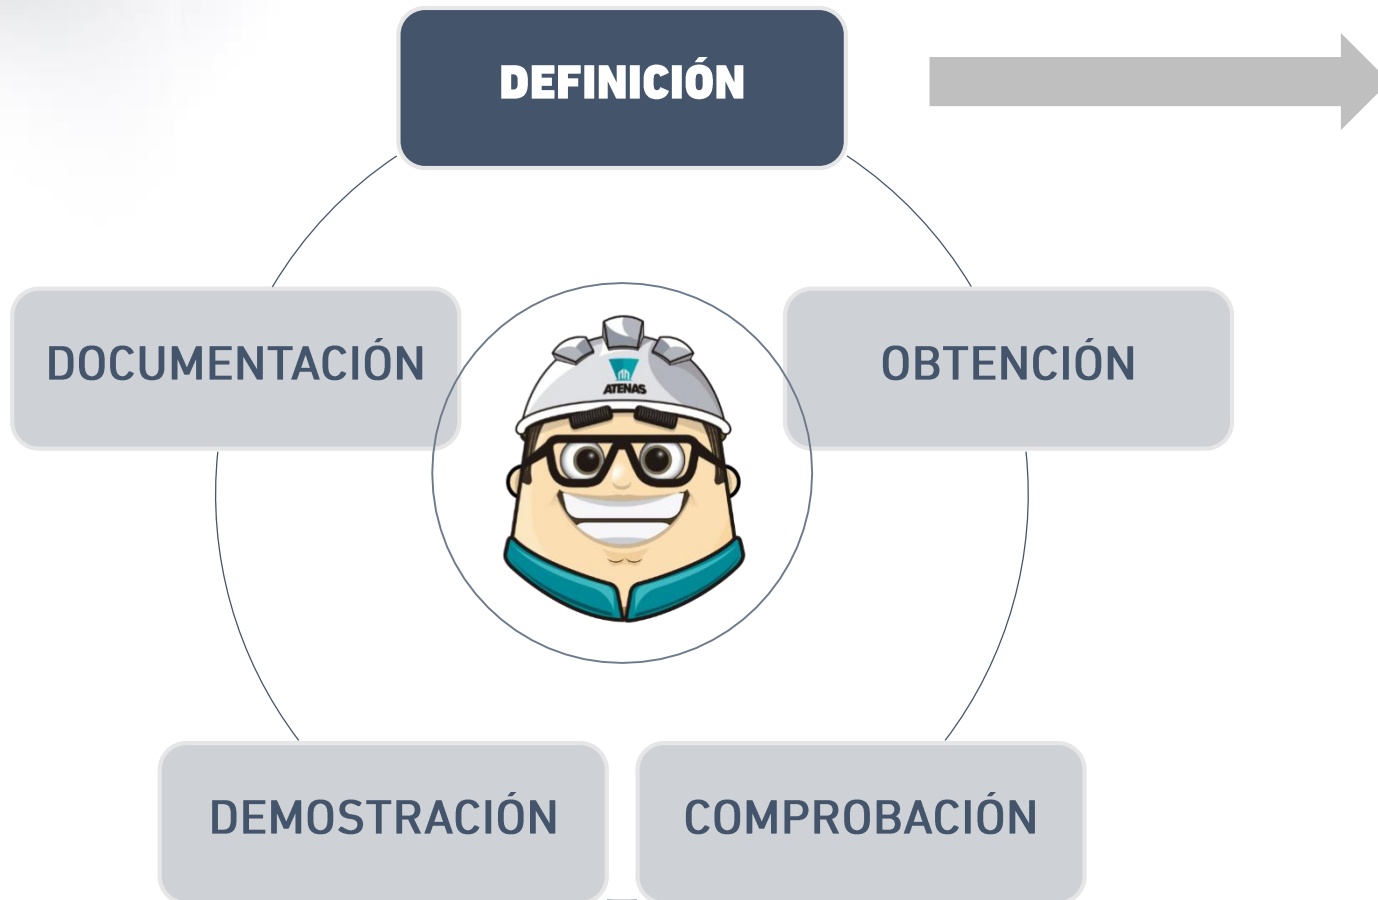 DEFINICIÓN
DOCUMENTACIÓN
OBTENCIÓN
ATENAS
DEMOSTRACIÓN
COMPROBACIÓN